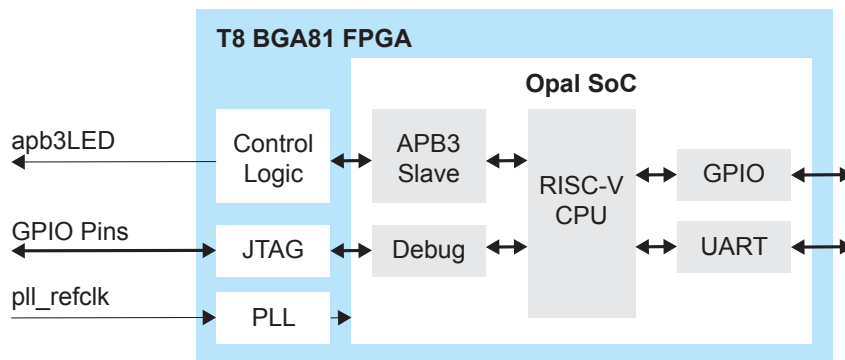 T8 BGA81 FPGA
Opal SoC
apb3LED
Control
Logic
APB3
Slave
RISC-V
CPU
GPIO
GPIO Pins
JTAG
Debug
UART
pll_refclk
PLL